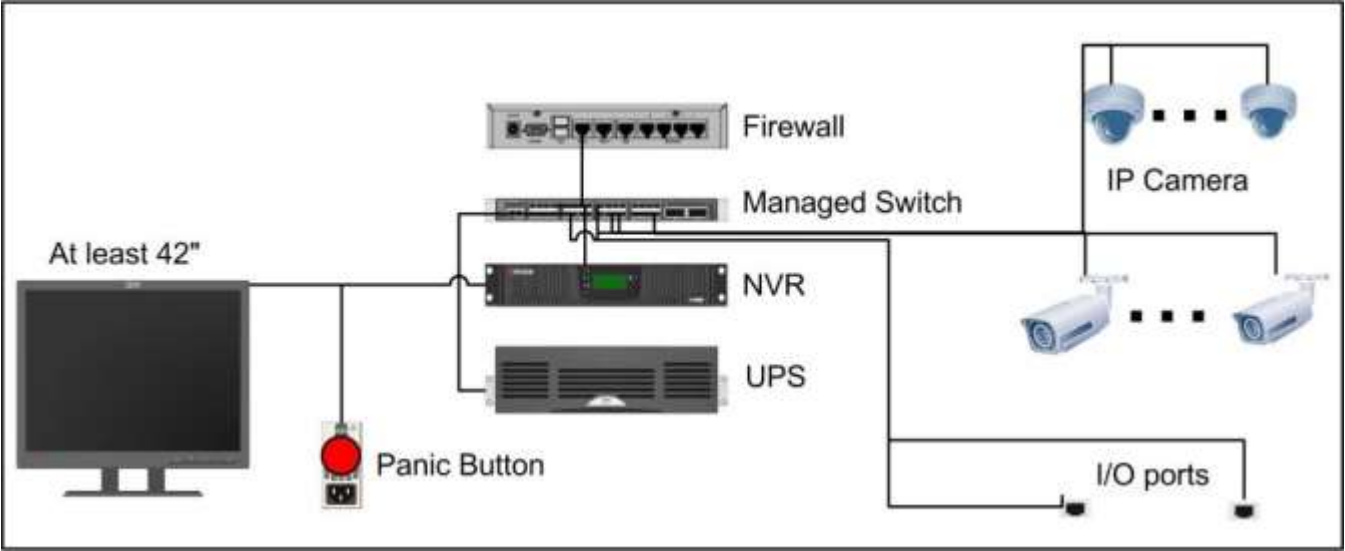 Firewall
Managed Switch
IP Camera
At least 42"
NVR
UPS
Panic Button
I/O ports